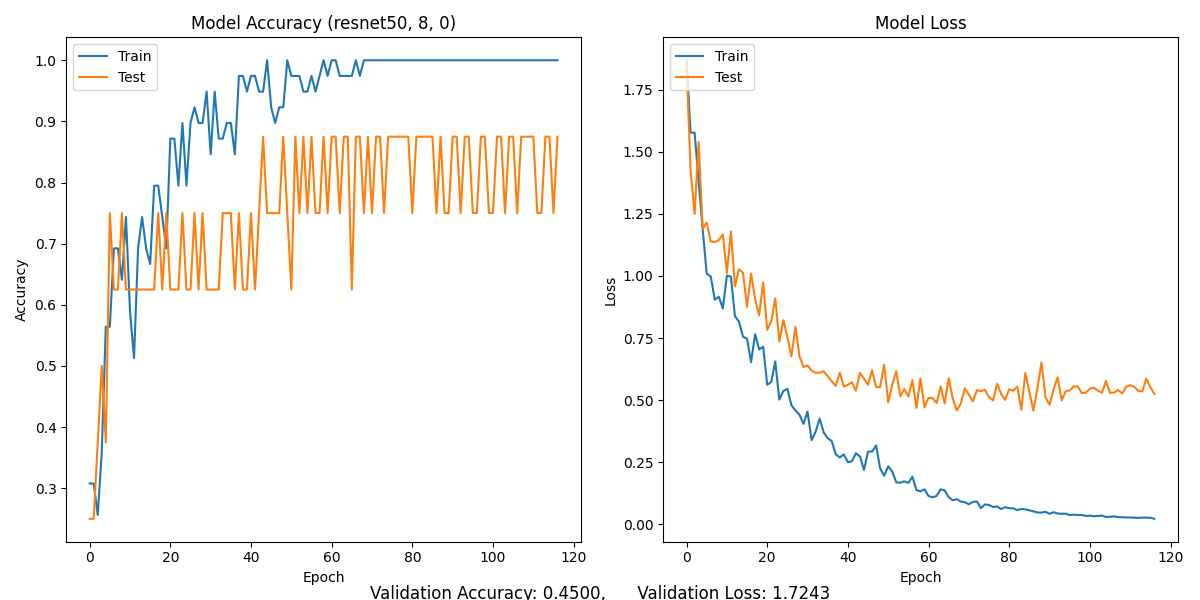 Model Accuracy (resnet50, 8, 0)
Train
Test
1.0
0.9
0.8
0.7
0.6
0.5
0.4
0.3
Accuracy
0 20 40 60 80 100 120
Epoch
Model Loss
Train
Test
1.75
1.50
1.25
1.00
0.75
0.50
0.25
0.00
Loss
0 20 40 60 80 100 120
Epoch
Validation Accuracy: 0.4500, Validation Loss: 1.7243